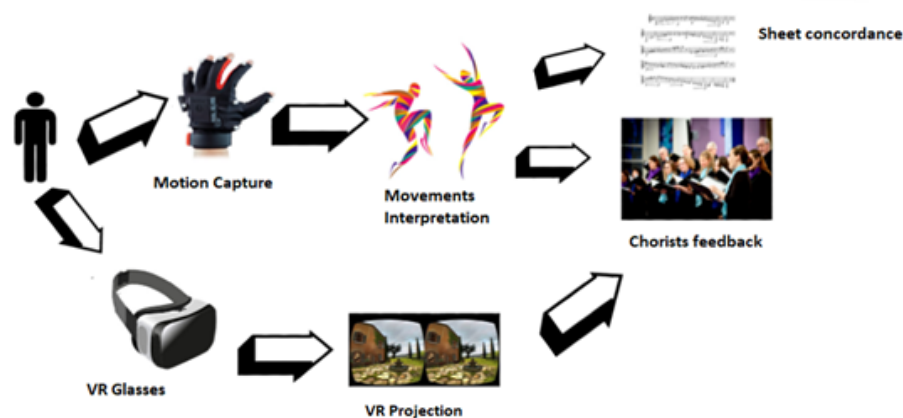 Sheet concordance
Motion Capture
Movements
Interpretation
Chorists feedback
VR Glasses
VR Projection